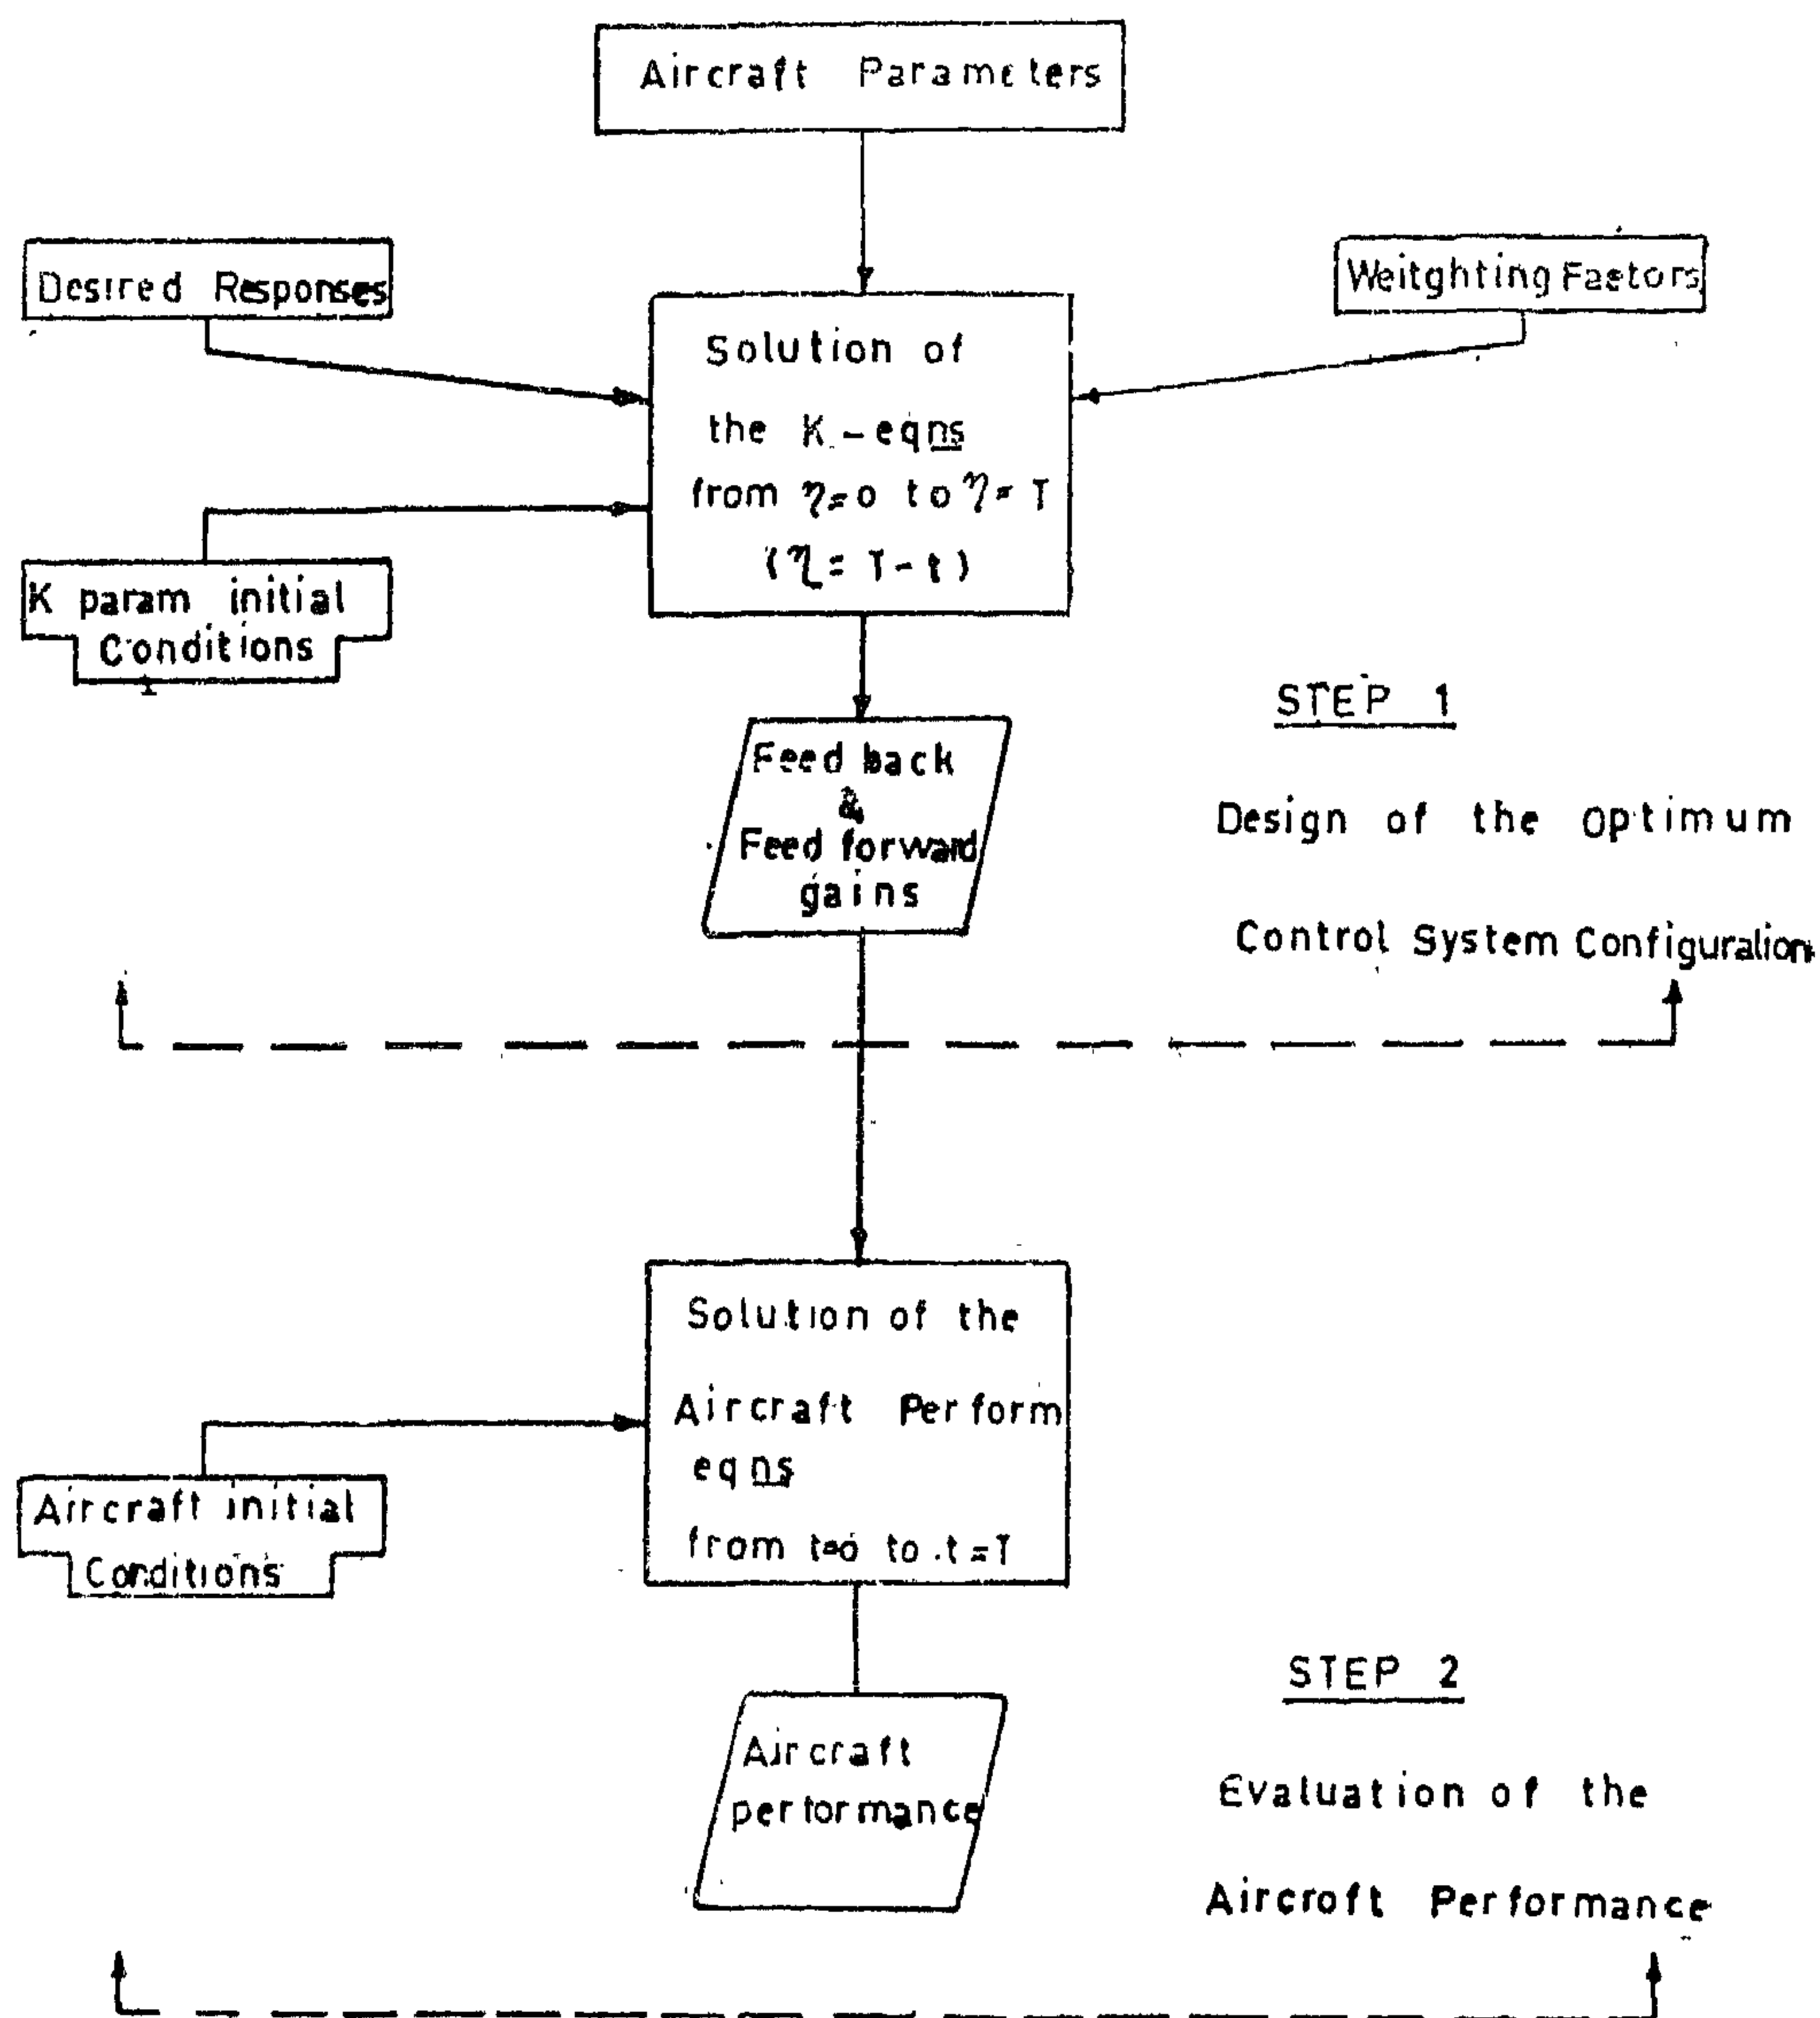 Aircraft Parameters
Desired Responses
Weitghting Factors
Solution of
the K-eqns
from η=o to η=T
(η=T-t)
K param initial
Conditions
Feed back
&
Feed forward
gains
STEP 1
Design of the optimum
Control System Configuration
Solution of the
Aircraft Perform
eqns
from t=o to t=T
Aircraft initial
Conditions
Aircraft
performance
STEP 2
Evaluation of the
Aircroft Performance